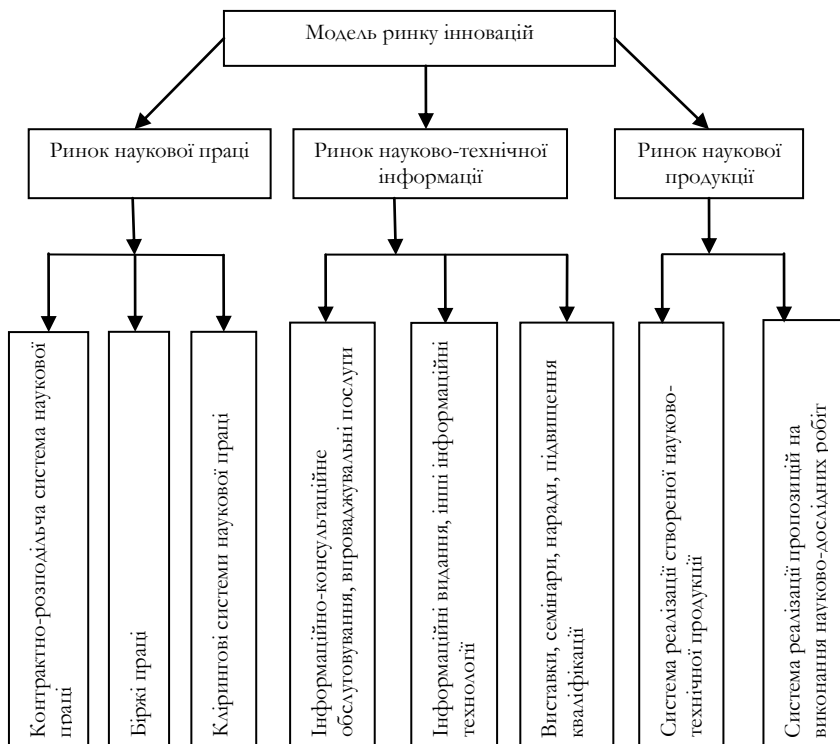 Модель ринку інновацій
Ринок наукової праці
Ринок науково-технічної
інформації
Ринок наукової
продукції
Контрактно-розподільча система наукової
праці
Біржі праці
Клірингові системи наукової праці
Інформаційно-консультаційне
обслуговування, впроваджувальні послуги
Інформаційні видання, інші інформаційні
технології
Виставки, семінари, наради, підвищення
кваліфікації
Система реалізації створеної науково-
технічної продукції
Система реалізації пропозицій на
виконання науково-дослідних робіт